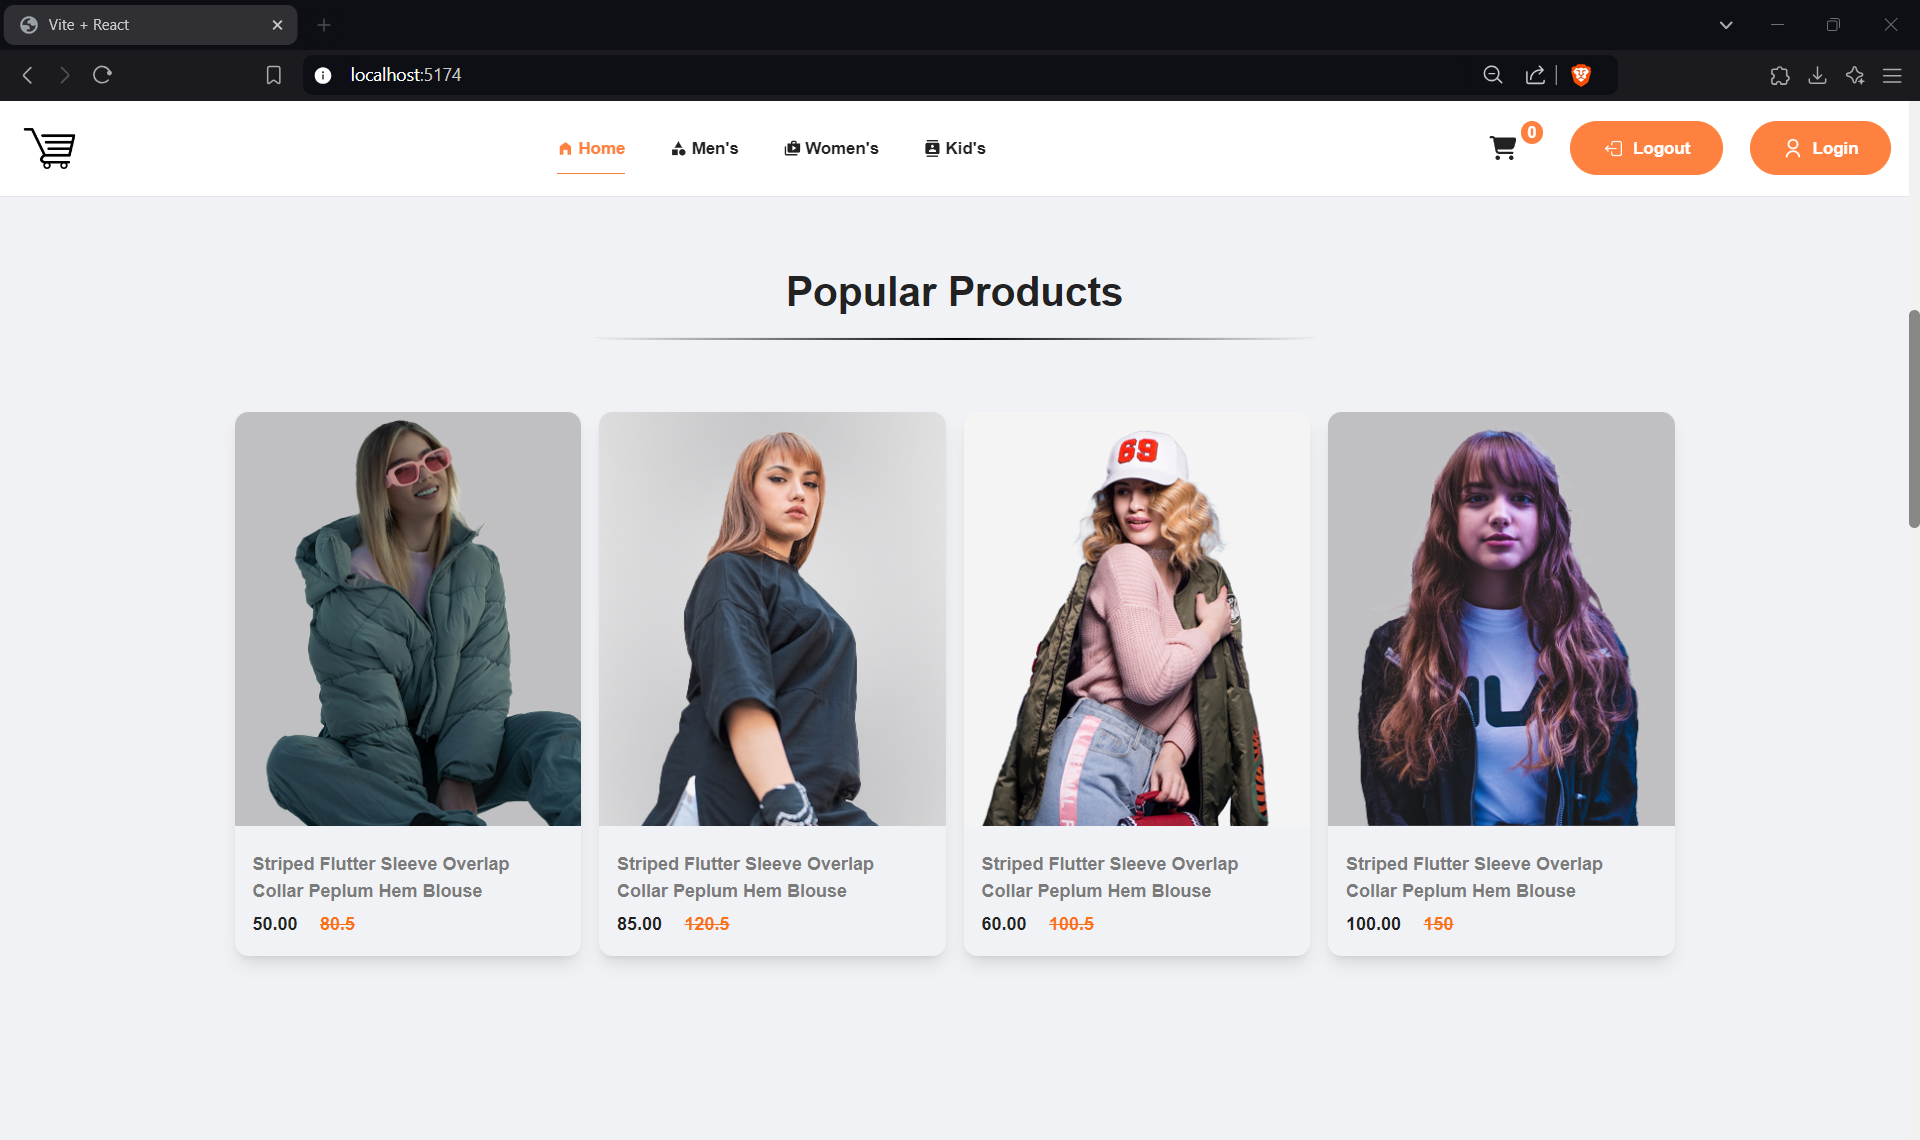 Vite + React
localhost:5174
Home
Men's
Women's
Kid's
0
Logout
Login
Popular Products
69
Striped Flutter Sleeve Overlap
Collar Peplum Hem Blouse
50.00 80.5
Striped Flutter Sleeve Overlap
Collar Peplum Hem Blouse
85.00 120.5
Striped Flutter Sleeve Overlap
Collar Peplum Hem Blouse
60.00 100.5
Striped Flutter Sleeve Overlap
Collar Peplum Hem Blouse
100.00 150